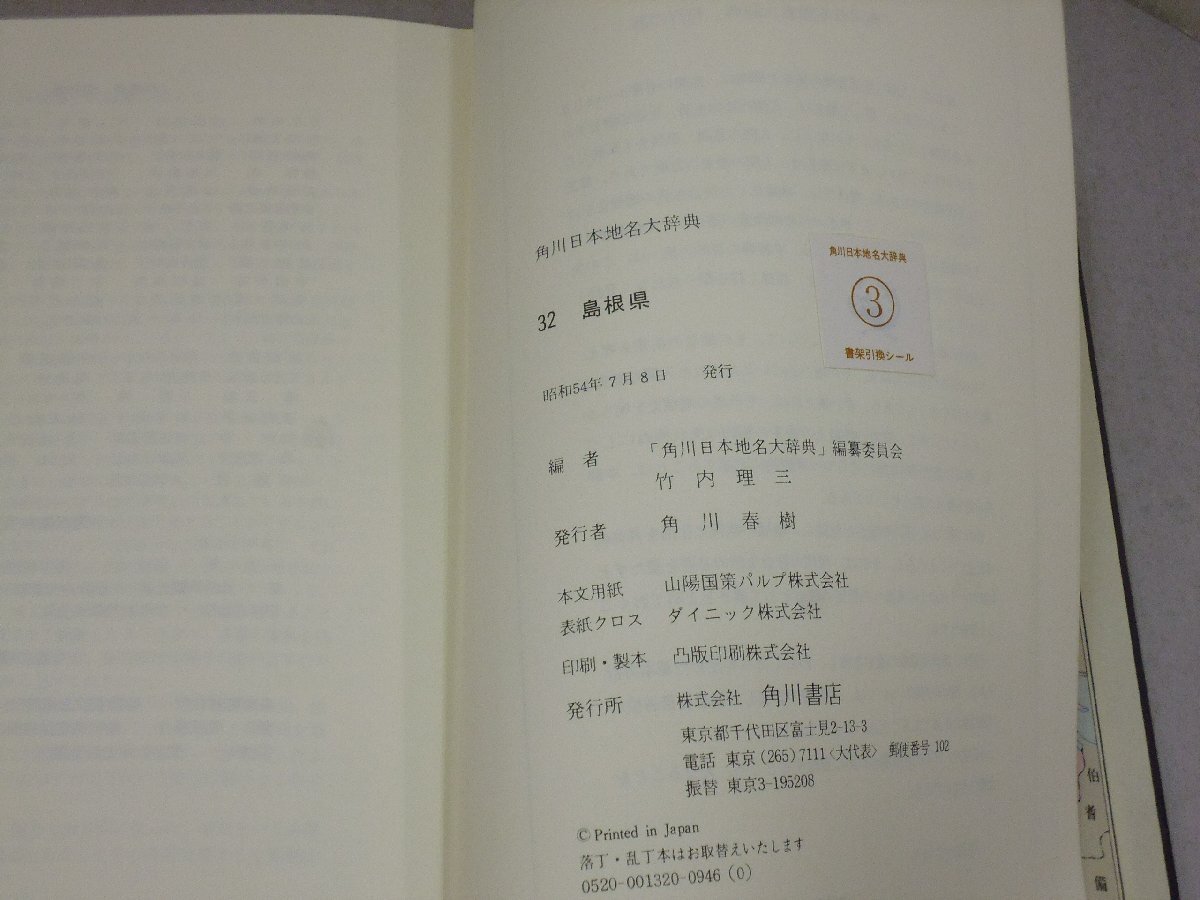 角川日本地名大辞典
32 島根県
昭和54年7月8日 発行
編者 「角川日本地名大辞典」編纂委員会
竹内理三
発行者 角川春樹
本文用紙 山陽国策パルプ株式会社
表紙クロス ダイニック株式会社
印刷・製本 凸版印刷株式会社
発行所 株式会社 角川書店
東京都千代田区富士見2-13-3
電話 東京(265)7111〈大代表〉 郵便番号 102
振替 東京3-195208
©Printed in Japan
落丁・乱丁本はお取替えいたします
0520-001320-0946(0)
角川日本地名大辞典
③
書架引換シール
伯耆
備